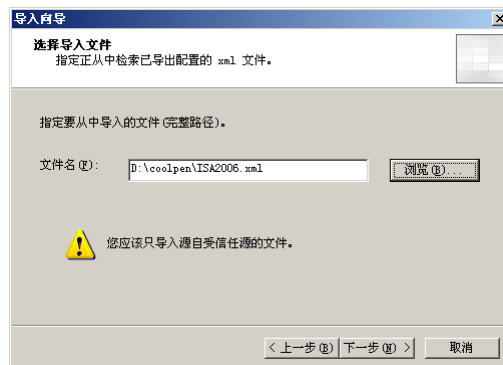 导入向导
选择导入文件
指定正从中检索已导出配置的 xml 文件。
指定要从中导入的文件(完整路径)。
文件名(F): D:\coolpen\ISA2006.xml 浏览(B)...
您应该只导入源自受信任源的文件。
< 上一步(B) 下一步(N) > 取消